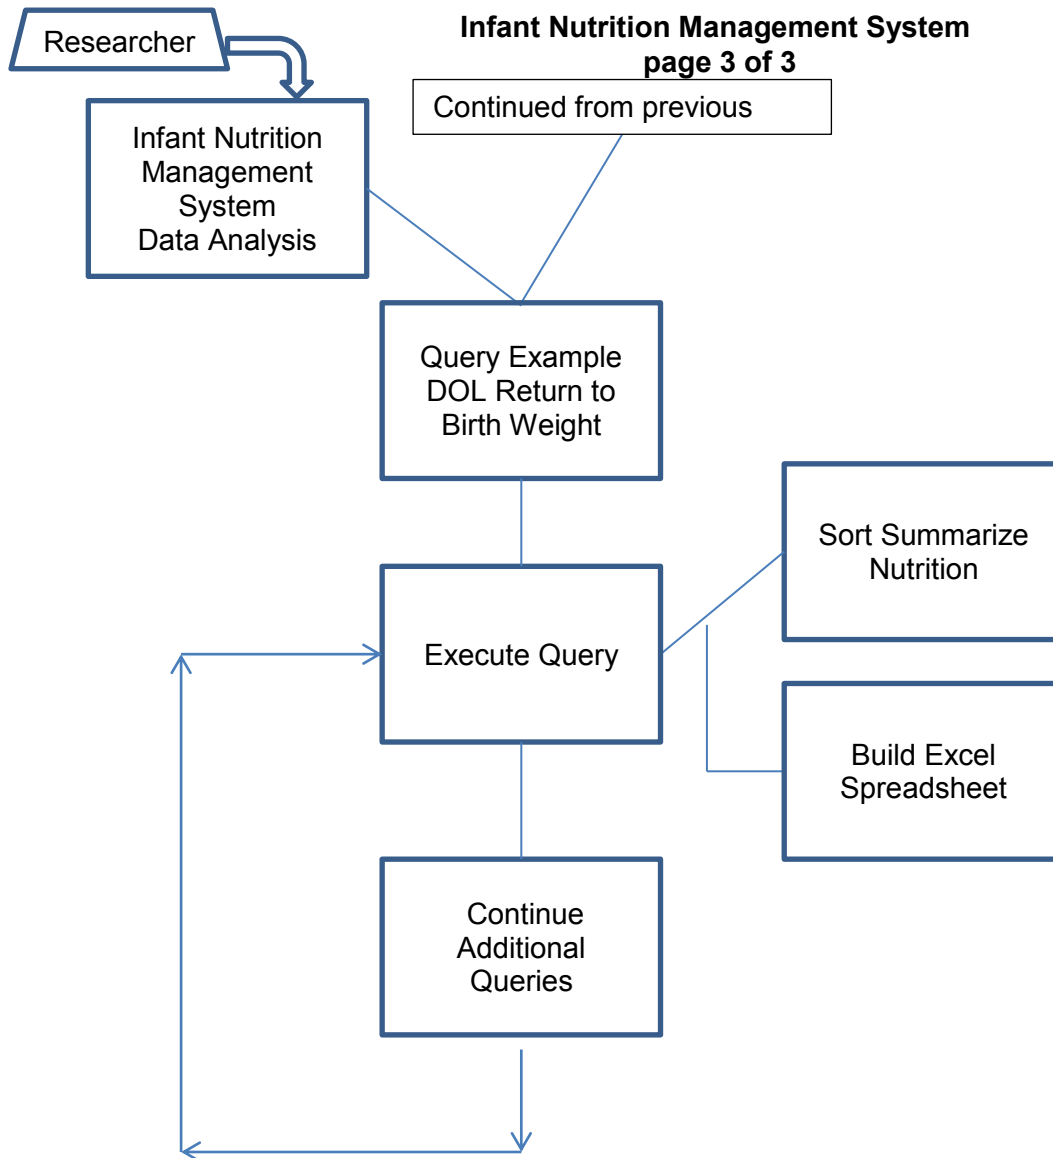 Researcher
Infant Nutrition Management System
page 3 of 3
Continued from previous
Infant Nutrition
Management
System
Data Analysis
Query Example
DOL Return to
Birth Weight
Sort Summarize
Nutrition
Execute Query
Build Excel
Spreadsheet
Continue
Additional
Queries